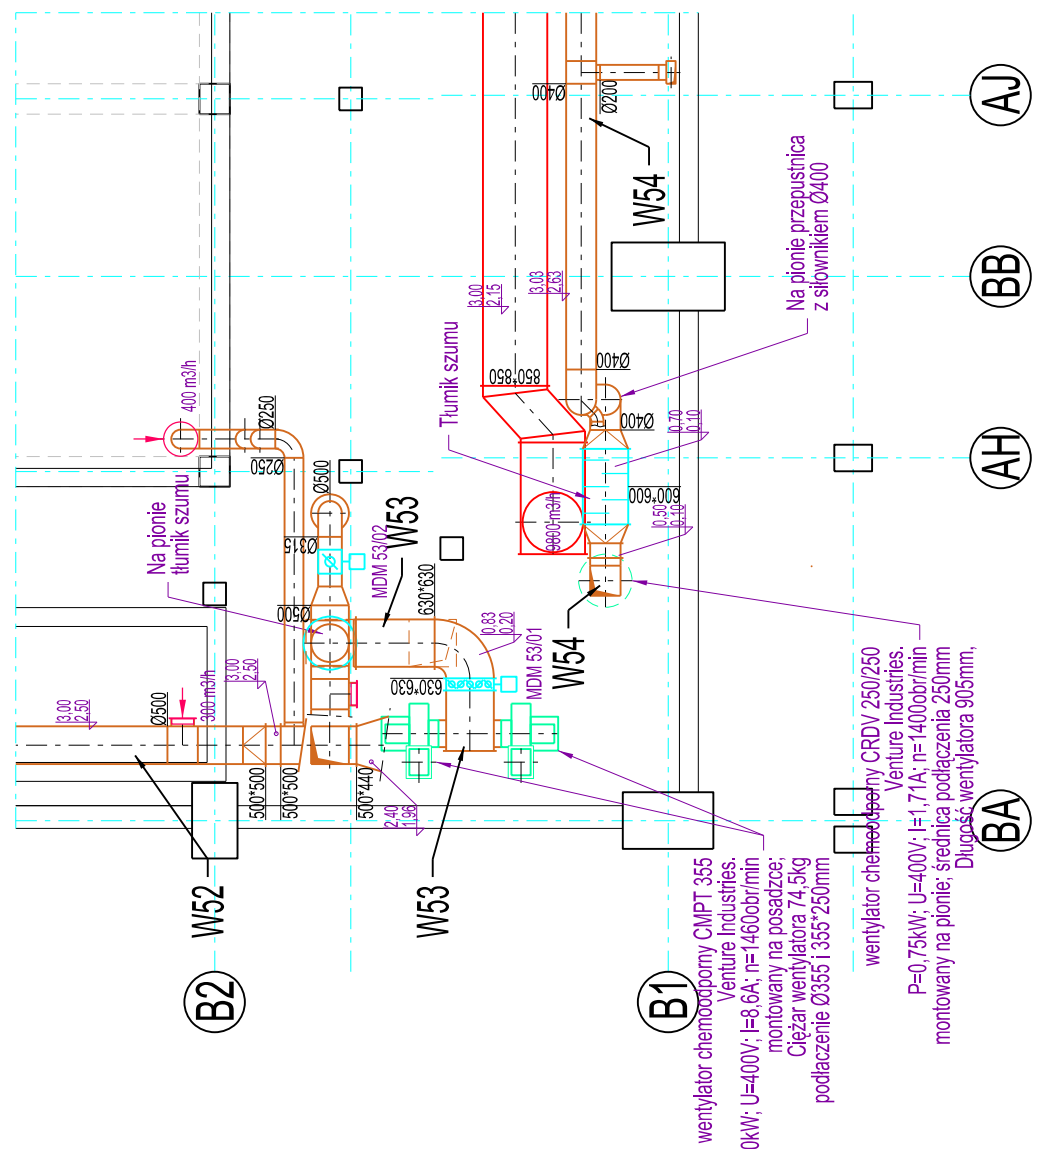 AJ
BB
AH
BA
B2
B1
W54
W54
W53
W53
W52
Na pionie przepustnica
z siłownikiem Ø400
Tłumik szumu
Na pionie
tłumik szumu
400 m3/h
300 m3/h
9800 m3/h
MDM 53/02
MDM 53/01
Ø400
Ø200
Ø400
Ø400
850*850
600*600
Ø250
Ø250
Ø500
Ø315
Ø500
Ø500
630*630
630*630
500*500
500*500
500*440
3,00
2,15
3,03
2,63
0,70
0,10
0,50
0,10
0,83
0,20
3,00
2,50
3,00
2,50
2,40
1,96
wentylator chemoodporny CMPT 355
Venture Industries.
0kW; U=400V; I=8,6A; n=1460obr/min
montowany na posadzce;
Ciężar wentylatora 74,5kg
podłączenie Ø355 i 355*250mm
wentylator chemoodporny CRDV 250/250
Venture Industries.
P=0,75kW; U=400V; I=1,71A; n=1400obr/min
montowany na pionie; średnica podłączenia 250mm
Długość wentylatora 905mm,